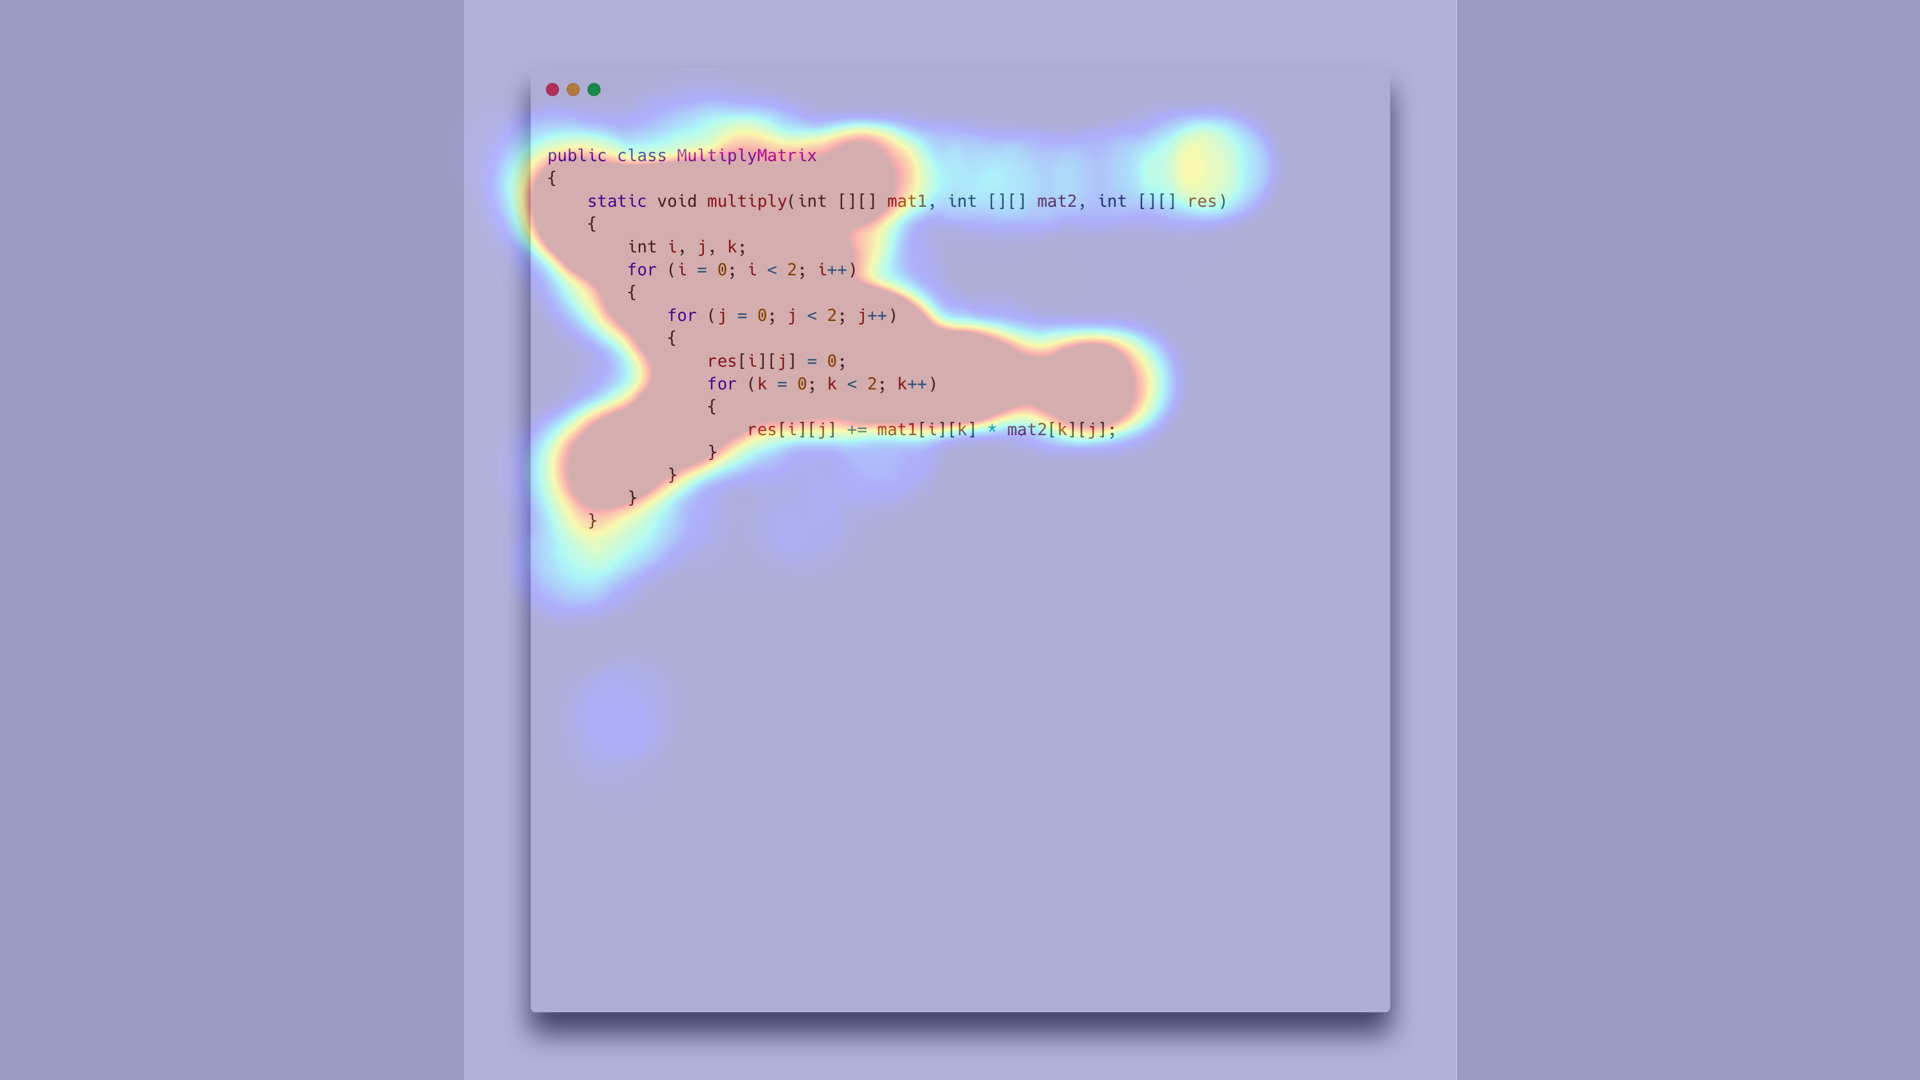 public class MultiplyMatrix
{
    static void multiply(int [][] mat1, int [][] mat2, int [][] res)
    {
        int i, j, k;
        for (i = 0; i < 2; i++)
        {
            for (j = 0; j < 2; j++)
            {
                res[i][j] = 0;
                for (k = 0; k < 2; k++)
                {
                    res[i][j] += mat1[i][k] * mat2[k][j];
                }
            }
        }
    }